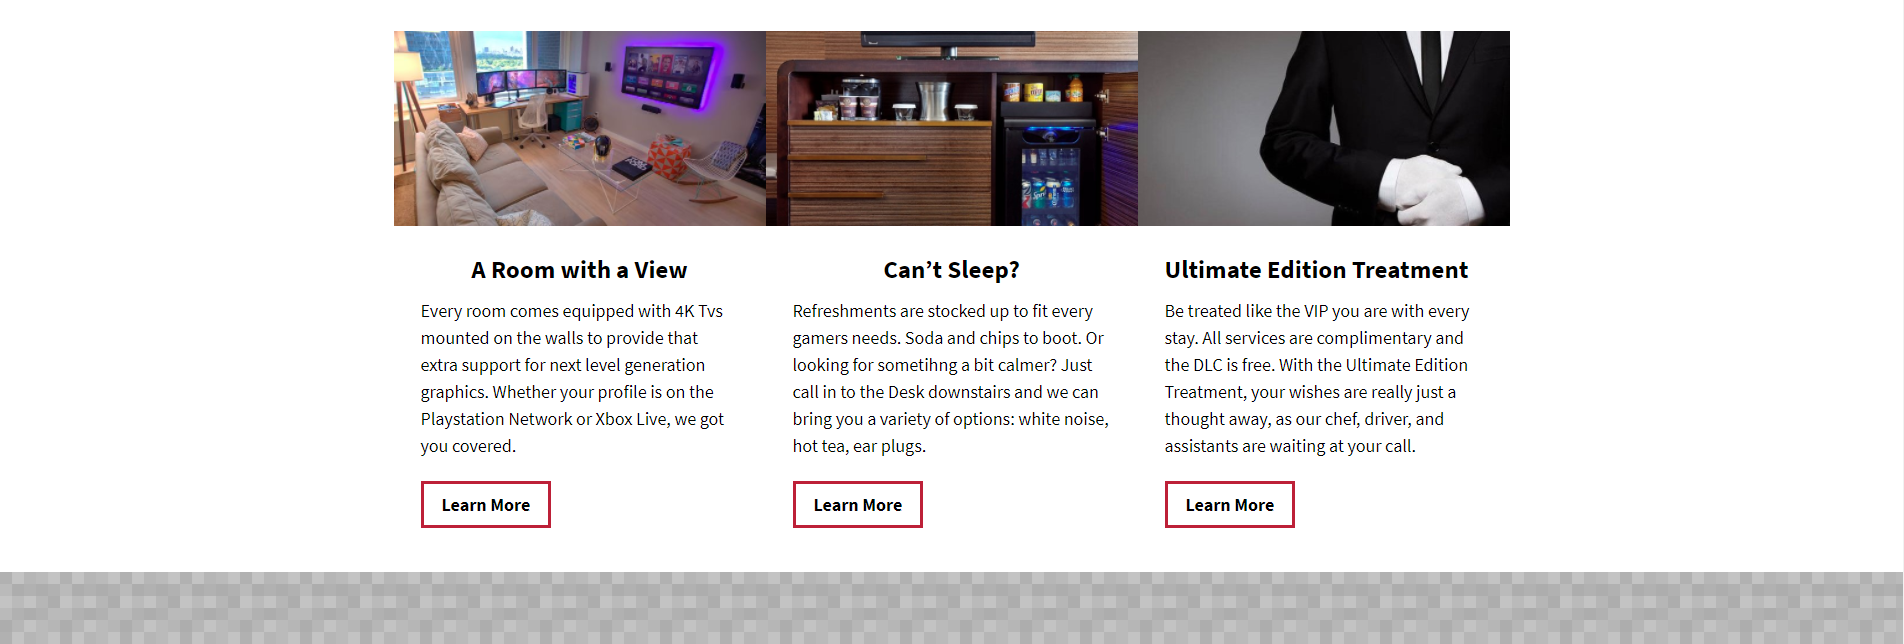 A Room with a View
Every room comes equipped with 4K Tvs
mounted on the walls to provide that
extra support for next level generation
graphics. Whether your profile is on the
Playstation Network or Xbox Live, we got
you covered.
Learn More
Can’t Sleep?
Refreshments are stocked up to fit every
gamers needs. Soda and chips to boot. Or
looking for sometihng a bit calmer? Just
call in to the Desk downstairs and we can
bring you a variety of options: white noise,
hot tea, ear plugs.
Learn More
Ultimate Edition Treatment
Be treated like the VIP you are with every
stay. All services are complimentary and
the DLC is free. With the Ultimate Edition
Treatment, your wishes are really just a
thought away, as our chef, driver, and
assistants are waiting at your call.
Learn More